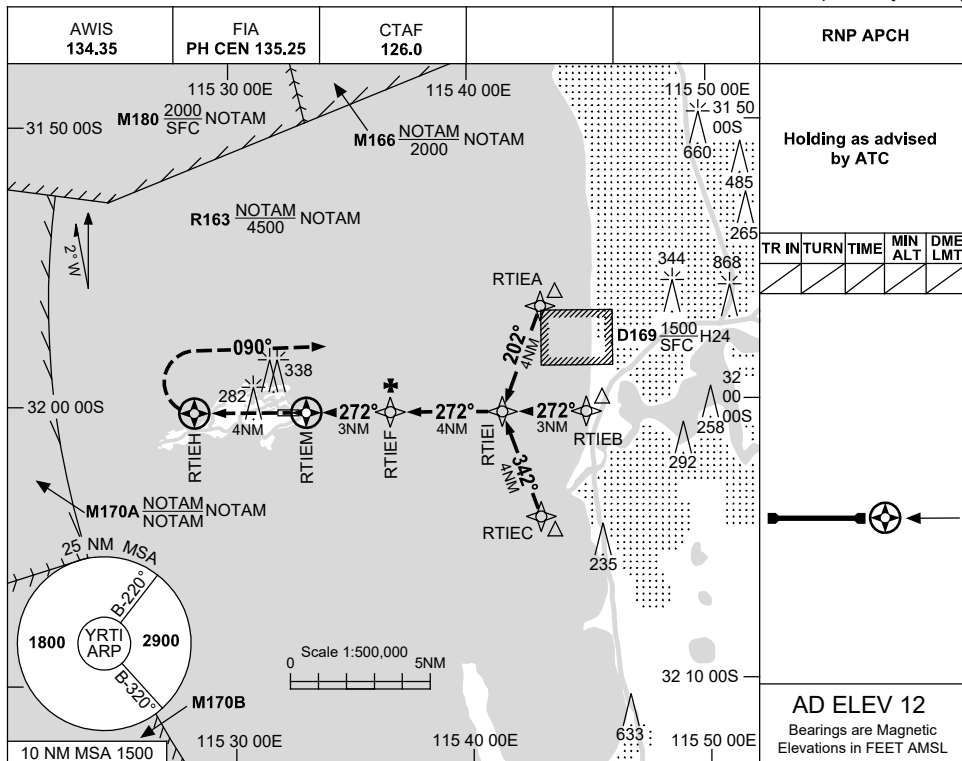 AWIS
134.35
FIA
PH CEN 135.25
CTAF
126.0
RNP APCH
115 30 00E
115 40 00E
115 50 00E
31 50
00S
31 50 00S
M180 2000
SFC NOTAM
M166 NOTAM
2000 NOTAM
660
485
265
Holding as advised
by ATC
R163 NOTAM
4500 NOTAM
2° W
TR IN
TURN
TIME
MIN
ALT
DME
LMT
344
868
RTIEA
D169 1500
SFC H24
202°
4NM
090°
338
282
32 00 00S
32
00
00S
272°
3NM
272°
4NM
272°
3NM
4NM
RTIEH
RTIEM
RTIEF
RTIEI
RTIEB
258
292
342°
4NM
RTIEC
235
M170A NOTAM
NOTAM NOTAM
25 NM MSA
B-220°
1800
YRTI
ARP
2900
B-320°
M170B
Scale 1:500,000
0
5NM
32 10 00S
633
10 NM MSA 1500
115 30 00E
115 40 00E
115 50 00E
AD ELEV 12
Bearings are Magnetic
Elevations in FEET AMSL